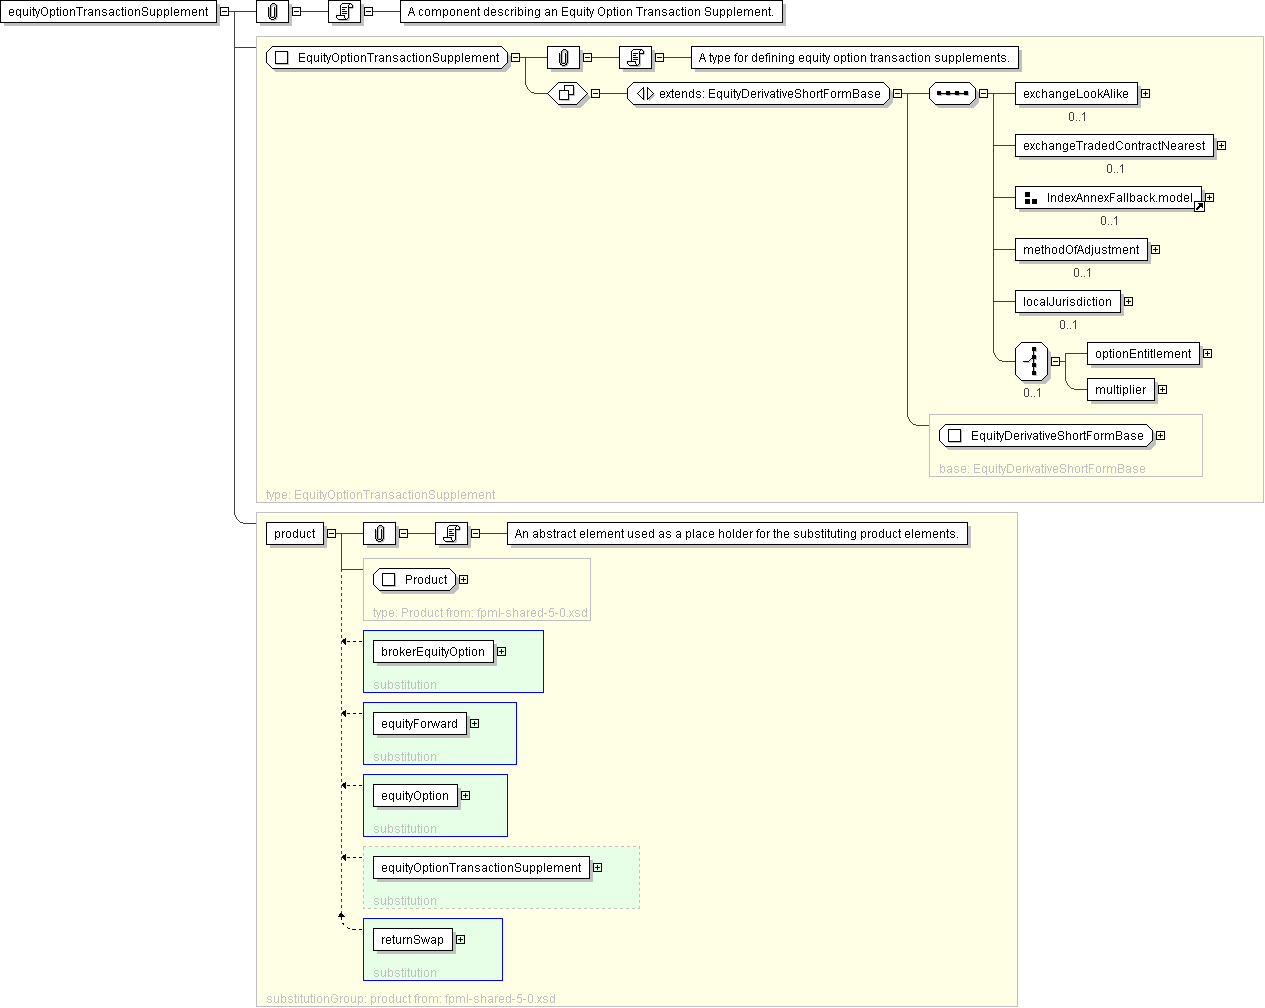 equityOptionTransactionSupplement
A component describing an Equity Option Transaction Supplement.
EquityOptionTransactionSupplement
A type for defining equity option transaction supplements.
extends: EquityDerivativeShortFormBase
exchangeLookAlike
0..1
exchangeTradedContractNearest
0..1
IndexAnnexFallback.model
0..1
methodOfAdjustment
0..1
localJurisdiction
0..1
optionEntitlement
0..1
multiplier
EquityDerivativeShortFormBase
base: EquityDerivativeShortFormBase
type: EquityOptionTransactionSupplement
product
An abstract element used as a place holder for the substituting product elements.
Product
type: Product from: fpml-shared-5-0.xsd
brokerEquityOption
substitution
equityForward
substitution
equityOption
substitution
equityOptionTransactionSupplement
substitution
returnSwap
substitution
substitutionGroup: product from: fpml-shared-5-0.xsd